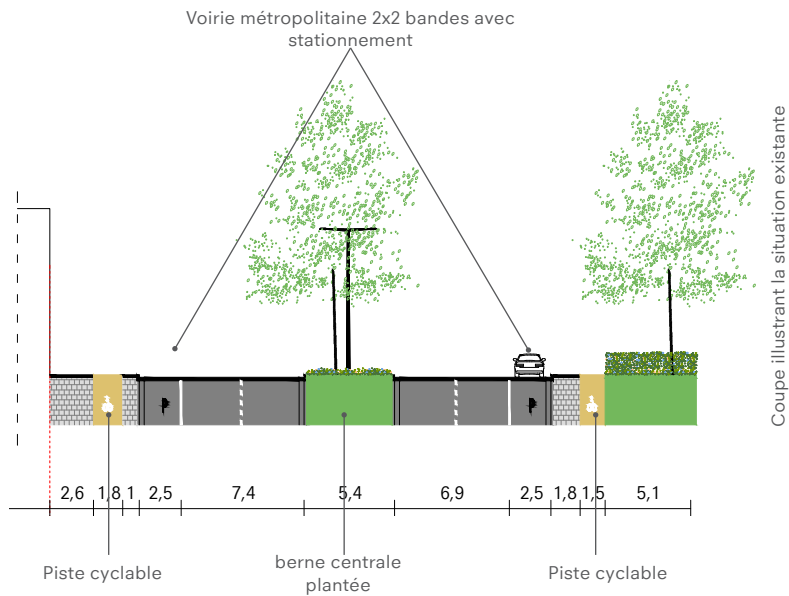 Voirie métropolitaine 2x2 bandes avec
stationnement
Coupe illustrant la situation existante
P
P
2,6 1,8 1 2,5 7,4 5,4 6,9 2,5 1,8 1,5 5,1
Piste cyclable
berne centrale
plantée
Piste cyclable